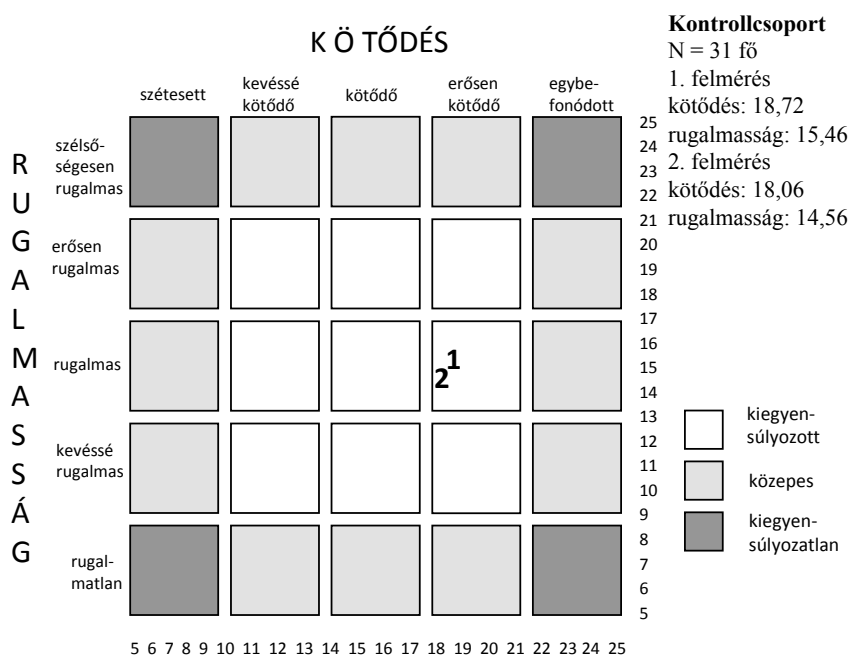 K Ö TŐDÉS
szétesett
kevéssé
kötődő
kötődő
erősen
kötődő
egybe-
fonódott
Kontrollcsoport
N = 31 fő
1. felmérés
kötődés: 18,72
rugalmasság: 15,46
2. felmérés
kötődés: 18,06
rugalmasság: 14,56
R
U
G
A
L
M
A
S
S
Á
G
szélső-
ségesen
rugalmas
erősen
rugalmas
rugalmas
kevéssé
rugalmas
rugal-
matlan
1
2
25
24
23
22
21
20
19
18
17
16
15
14
13
12
11
10
9
8
7
6
5
kiegyen-
súlyozott
közepes
kiegyen-
súlyozatlan
5 6 7 8 9 10 11 12 13 14 15 16 17 18 19 20 21 22 23 24 25